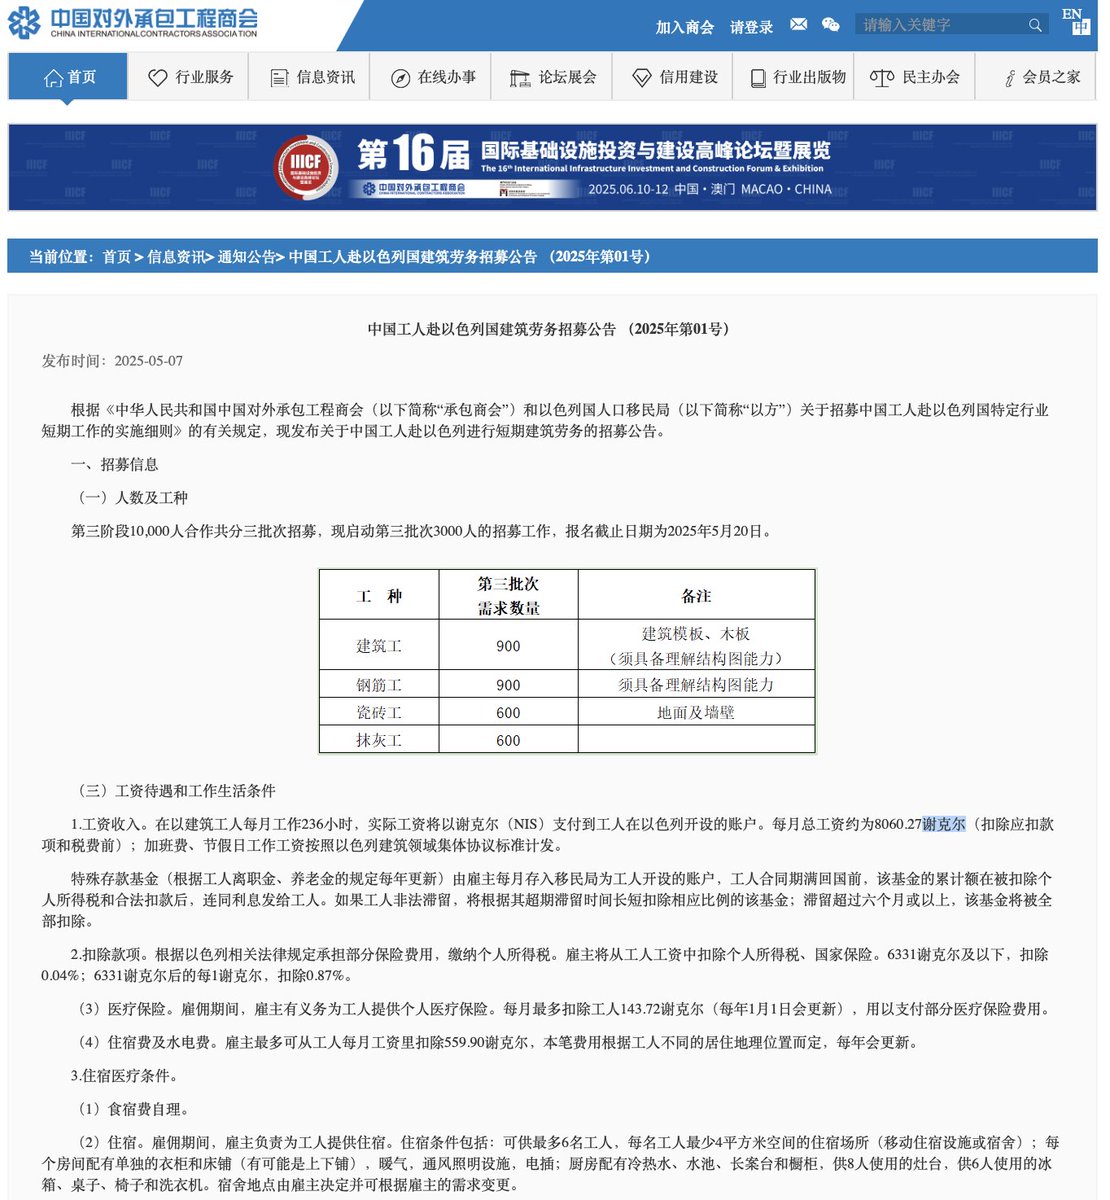 中国对外承包工程商会
CHINA INTERNATIONAL CONTRACTORS ASSOCIATION
加入商会 请登录 请输入关键字 EN 中
首页 行业服务 信息资讯 在线办事 论坛展会 信用建设 行业出版物 民主办会 会员之家
IIICF
第16届 国际基础设施投资与建设高峰论坛暨展览
The 16th International Infrastructure Investment and Construction Forum & Exhibition
中国对外承包工程商会 2025.06.10-12 中国·澳门 MACAO·CHINA
当前位置：首页 > 信息资讯> 通知公告> 中国工人赴以色列国建筑劳务招募公告 （2025年第01号）
中国工人赴以色列国建筑劳务招募公告 （2025年第01号）
发布时间：2025-05-07
根据《中华人民共和国中国对外承包工程商会（以下简称“承包商会”）和以色列国人口移民局（以下简称“以方”）关于招募中国工人赴以色列国特定行业
短期工作的实施细则》的有关规定，现发布关于中国工人赴以色列进行短期建筑劳务的招募公告。
一、招募信息
（一）人数及工种
第三阶段10,000人合作共分三批次招募，现启动第三批次3000人的招募工作，报名截止日期为2025年5月20日。
工 种 第三批次 备注
需求数量
建筑工 900 建筑模板、木板
（须具备理解结构图能力）
钢筋工 900 须具备理解结构图能力
瓷砖工 600 地面及墙壁
抹灰工 600
（三）工资待遇和工作生活条件
1.工资收入。在以建筑工人每月工作236小时，实际工资将以谢克尔（NIS）支付到工人在以色列开设的账户。每月总工资约为8060.27谢克尔（扣除应扣款
项和税费前）；加班费、节假日工作工资按照以色列建筑领域集体协议标准计发。
特殊存款基金（根据工人离职金、养老金的规定每年更新）由雇主每月存入移民局为工人开设的账户，工人合同期满回国前，该基金的累计额在被扣除个
人所得税和合法扣款后，连同利息发给工人。如果工人非法滞留，将根据其超期滞留时间长短扣除相应比例的该基金；滞留超过六个月或以上，该基金将被全
部扣除。
2.扣除款项。根据以色列相关法律规定承担部分保险费用，缴纳个人所得税。雇主将从工人工资中扣除个人所得税、国家保险。6331谢克尔及以下，扣除
0.04%；6331谢克尔后的每1谢克尔，扣除0.87%。
（3）医疗保险。雇佣期间，雇主有义务为工人提供个人医疗保险。每月最多扣除工人143.72谢克尔（每年1月1日会更新），用以支付部分医疗保险费用。
（4）住宿费及水电费。雇主最多可从工人每月工资里扣除559.90谢克尔，本笔费用根据工人不同的居住地理位置而定，每年会更新。
3.住宿医疗条件。
（1）食宿费自理。
（2）住宿。雇佣期间，雇主负责为工人提供住宿。住宿条件包括：可供最多6名工人，每名工人最少4平方米空间的住宿场所（移动住宿设施或宿舍）；每
个房间配有单独的衣柜和床铺（有可能是上下铺），暖气，通风照明设施，电插；厨房配有冷热水、水池、长案台和橱柜，供8人使用的灶台，供6人使用的冰
箱、桌子、椅子和洗衣机。宿舍地点由雇主决定并可根据雇主的需求变更。